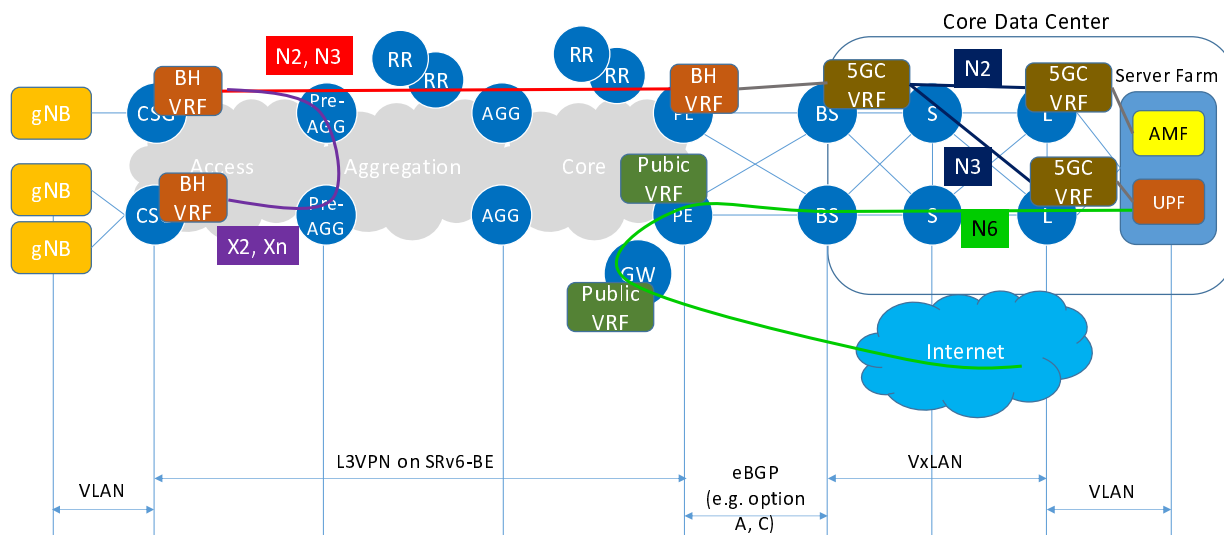 Core Data Center
N2, N3
RR
RR
RR
RR
BH
VRF
BH
VRF
5GC
VRF
N2
5GC
VRF
Server Farm
gNB
CSG
Pre-
AGG
AGG
PE
BS
S
L
AMF
Access
Aggregation
Core
Pubic
VRF
N3
5GC
VRF
gNB
BH
VRF
UPF
CSG
Pre-
AGG
AGG
PE
BS
S
L
gNB
X2, Xn
N6
GW
Public
VRF
Internet
L3VPN on SRv6-BE
eBGP
(e.g. option
A, C)
VxLAN
VLAN
VLAN